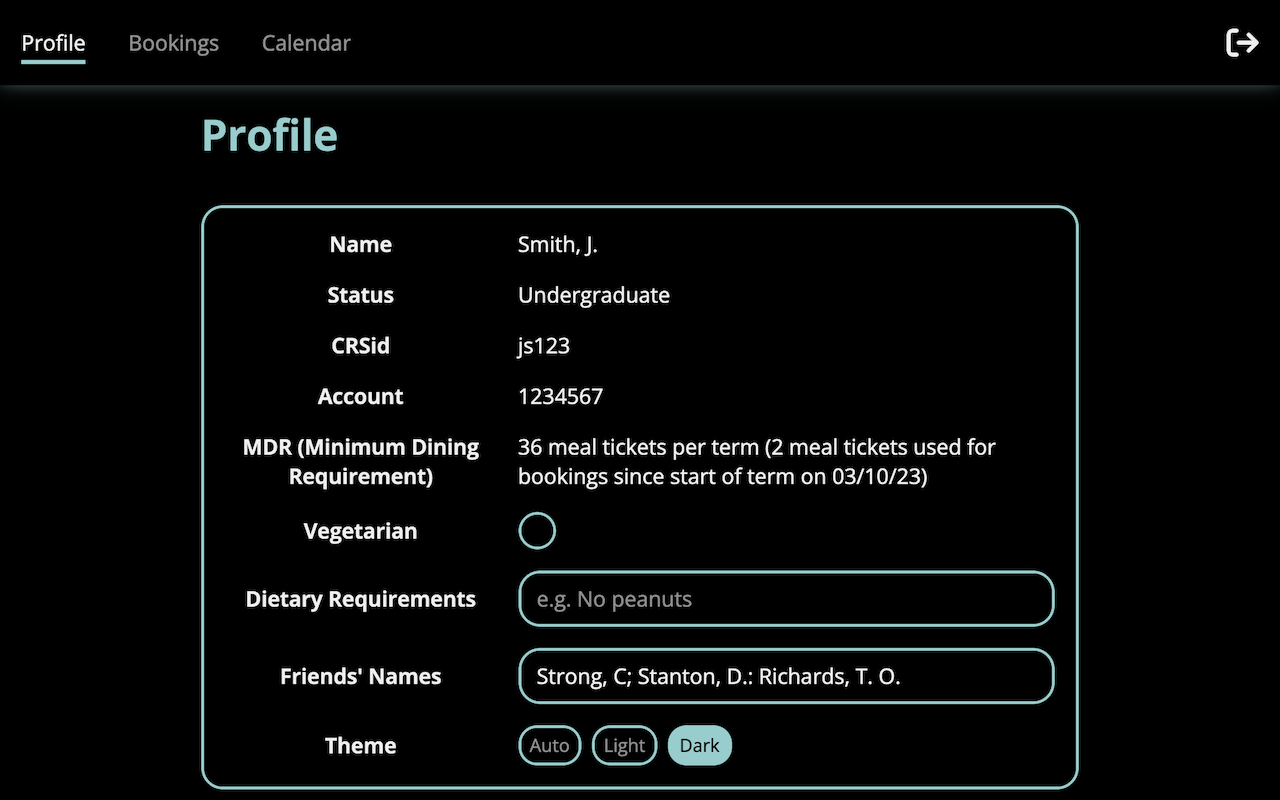 Profile Bookings Calendar
Profile
Name Smith, J.
Status Undergraduate
CRSid js123
Account 1234567
MDR (Minimum Dining Requirement) 36 meal tickets per term (2 meal tickets used for
bookings since start of term on 03/10/23)
Vegetarian
Dietary Requirements e.g. No peanuts
Friends' Names Strong, C; Stanton, D.: Richards, T. O.
Theme Auto Light Dark